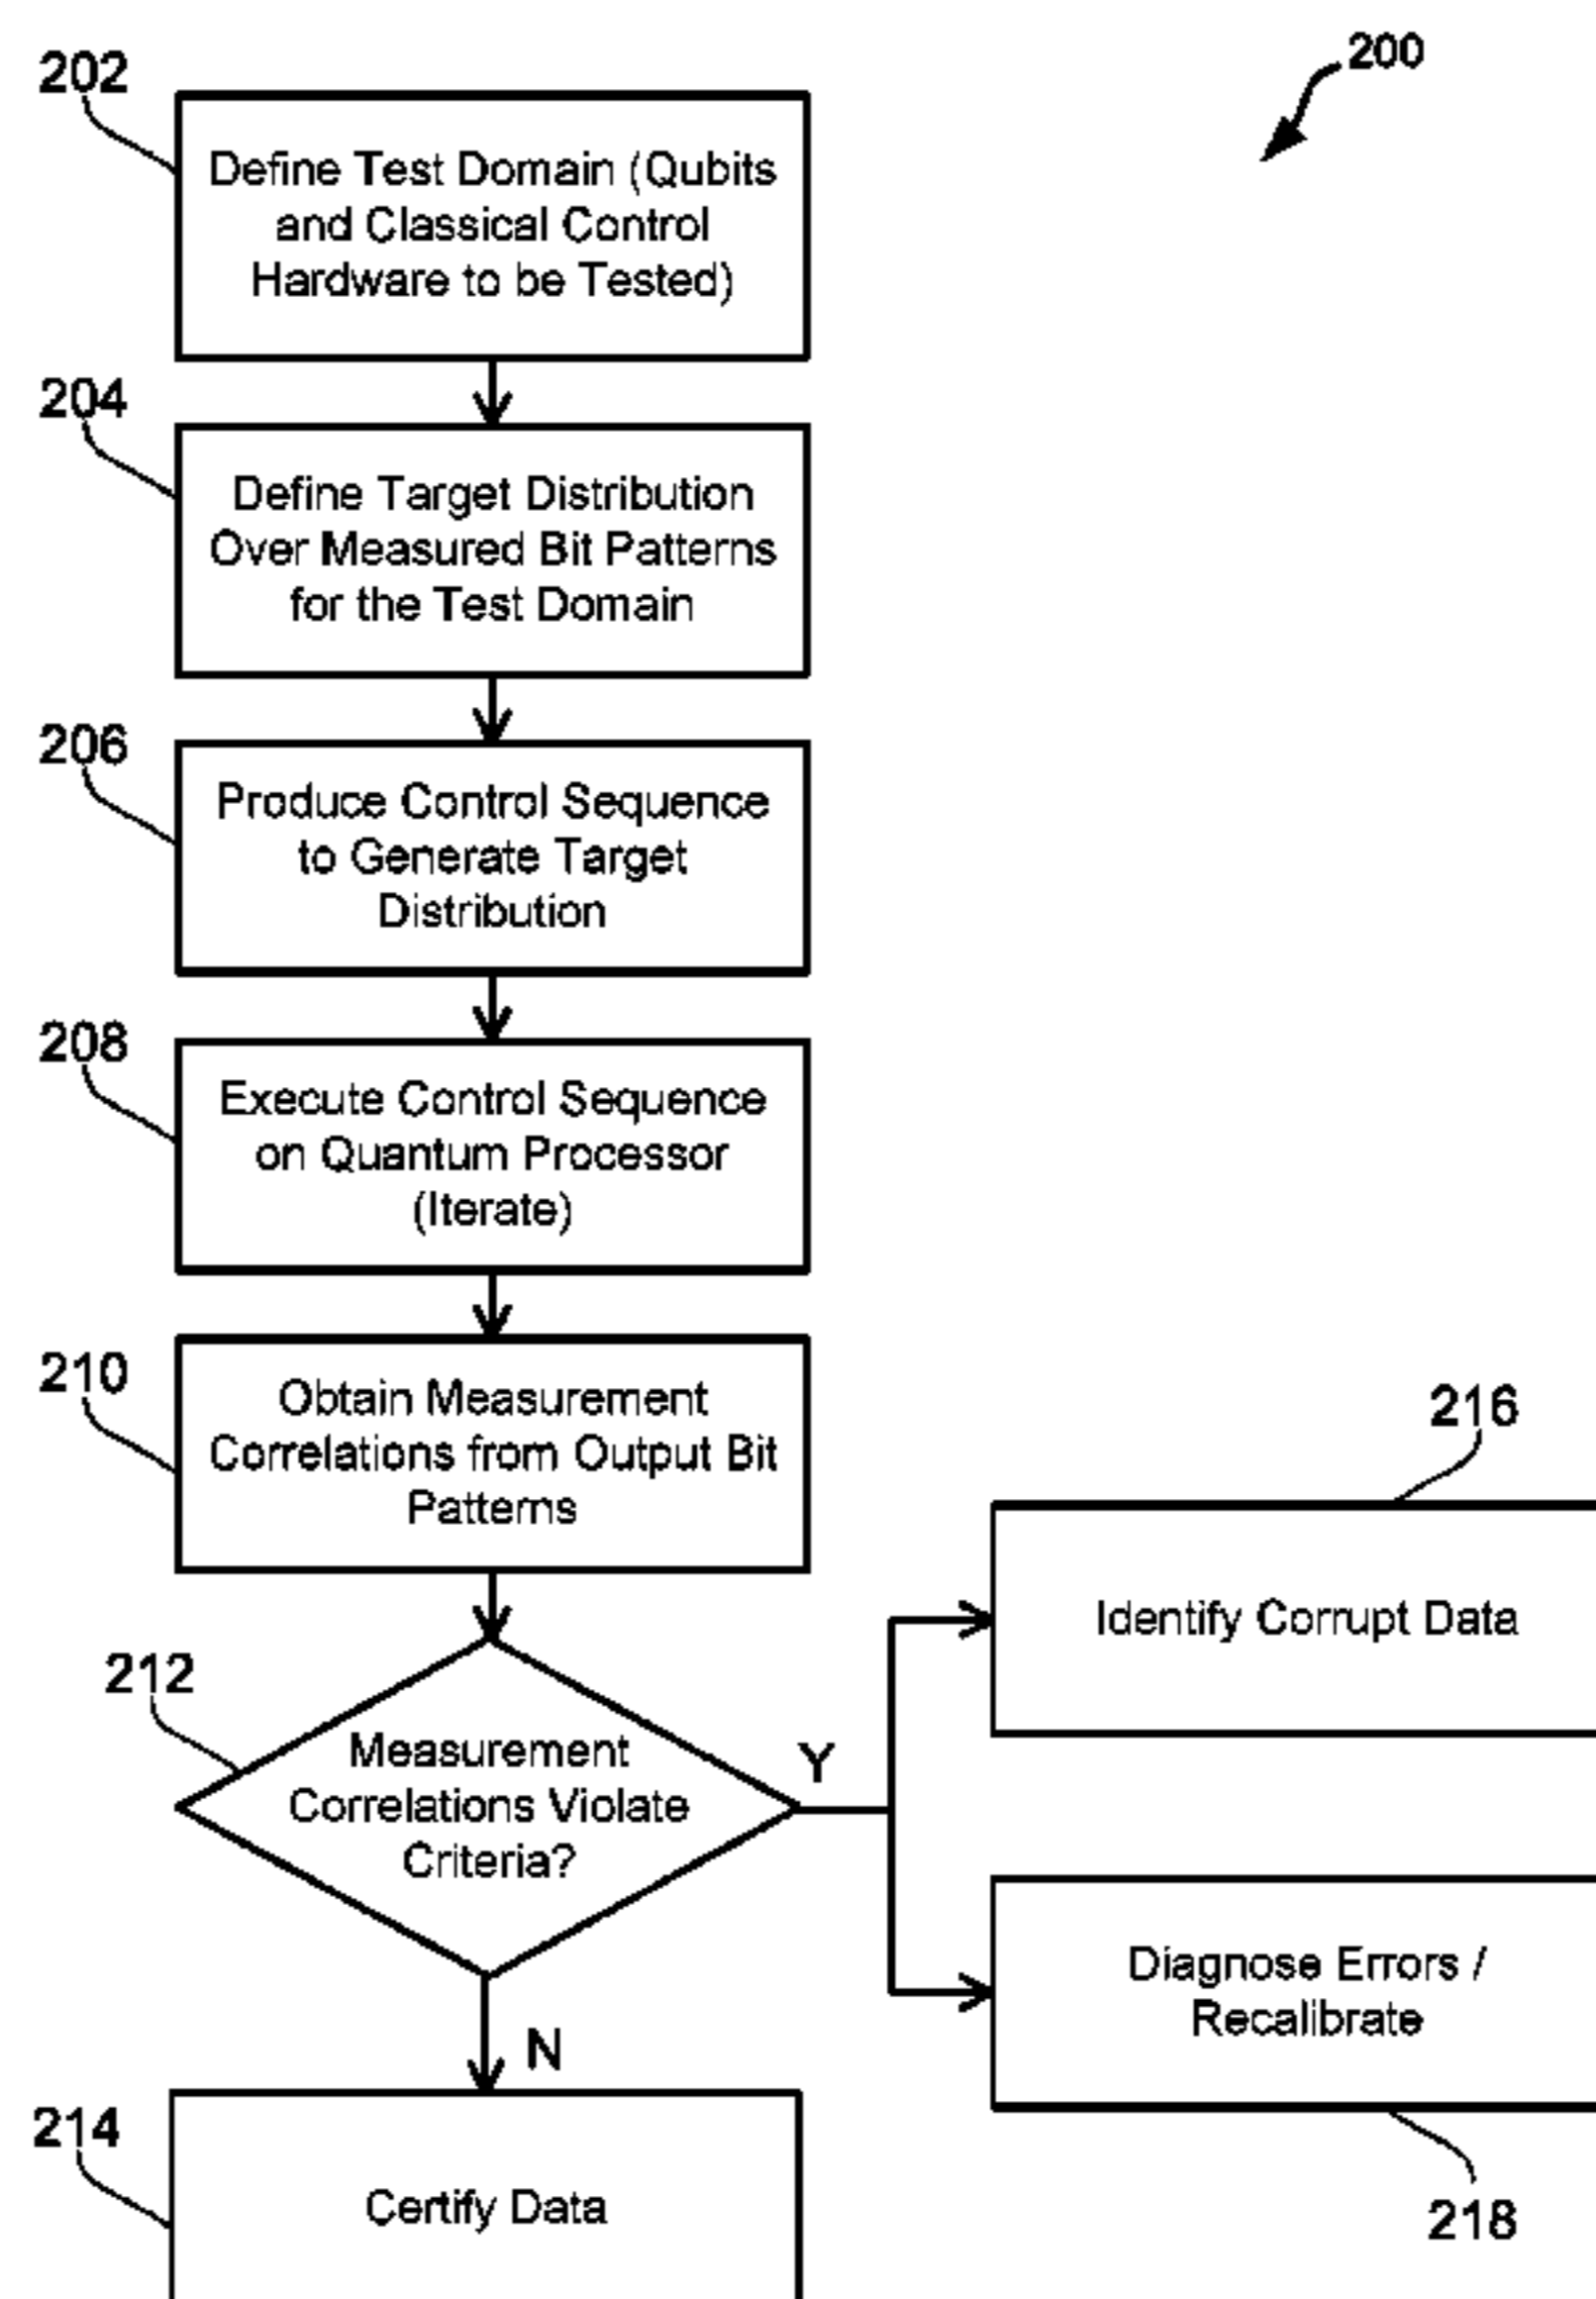 200
202
Define Test Domain (Qubits
and Classical Control
Hardware to be Tested)
204
Define Target Distribution
Over Measured Bit Patterns
for the Test Domain
206
Produce Control Sequence
to Generate Target
Distribution
208
Execute Control Sequence
on Quantum Processor
(Iterate)
210
Obtain Measurement
Correlations from Output Bit
Patterns
212
Measurement
Correlations Violate
Criteria?
Y
N
216
Identify Corrupt Data
Diagnose Errors /
Recalibrate
218
214
Certify Data